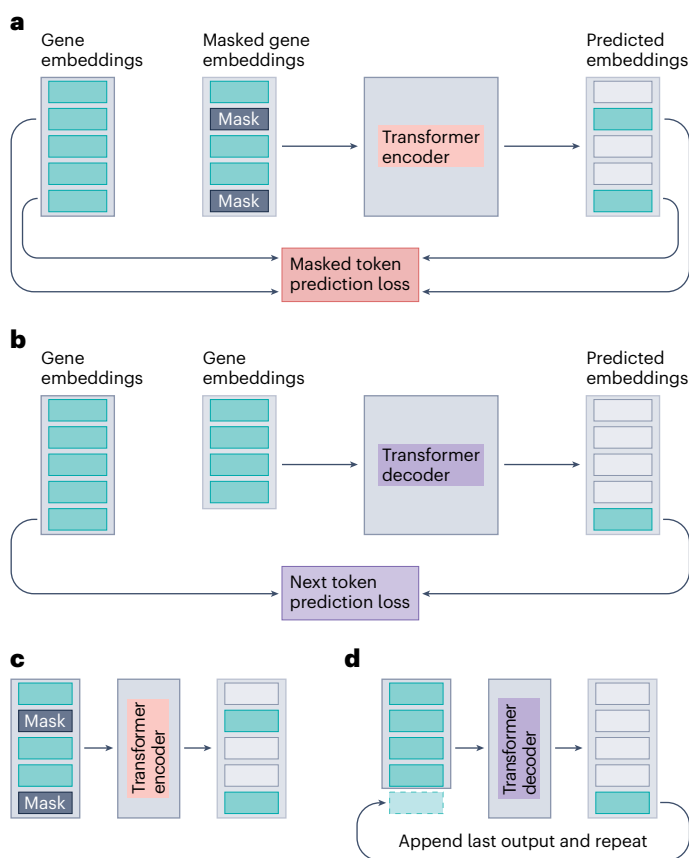 a
Gene
embeddings
Masked gene
embeddings
Predicted
embeddings
Mask
Mask
Transformer
encoder
Masked token
prediction loss
b
Gene
embeddings
Gene
embeddings
Predicted
embeddings
Transformer
decoder
Next token
prediction loss
c
Mask
Mask
Transformer
encoder
d
Transformer
decoder
Append last output and repeat